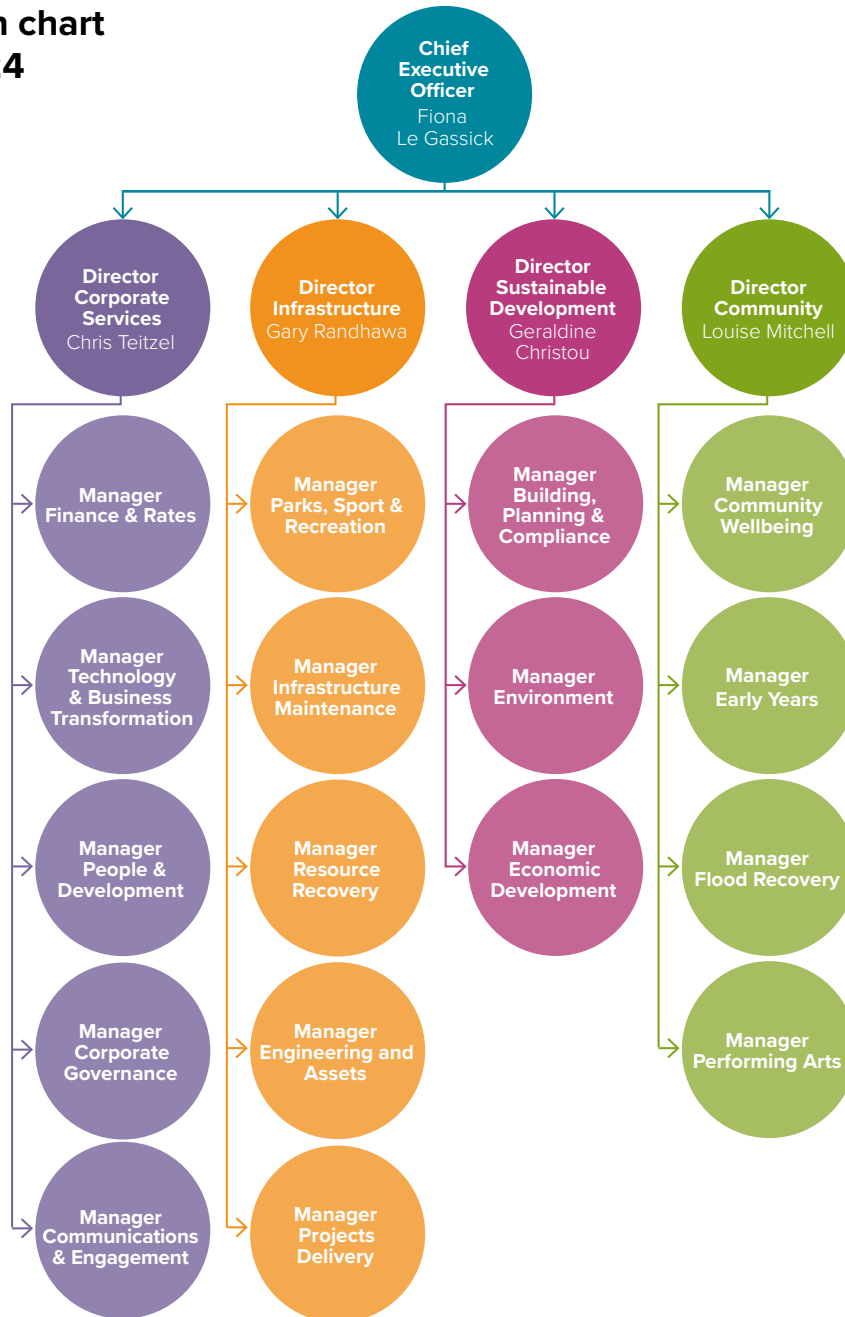 chart
Chief
Executive
Officer
Fiona
Le Gassick
Director
Corporate
Services
Chris Teitzel
Director
Infrastructure
Gary Randhawa
Director
Sustainable
Development
Geraldine
Christou
Director
Community
Louise Mitchell
Manager
Finance & Rates
Manager
Technology
& Business
Transformation
Manager
People &
Development
Manager
Corporate
Governance
Manager
Communications
& Engagement
Manager
Parks, Sport &
Recreation
Manager
Infrastructure
Maintenance
Manager
Resource
Recovery
Manager
Engineering and
Assets
Manager
Projects
Delivery
Manager
Building,
Planning &
Compliance
Manager
Environment
Manager
Economic
Development
Manager
Community
Wellbeing
Manager
Early Years
Manager
Flood Recovery
Manager
Performing Arts